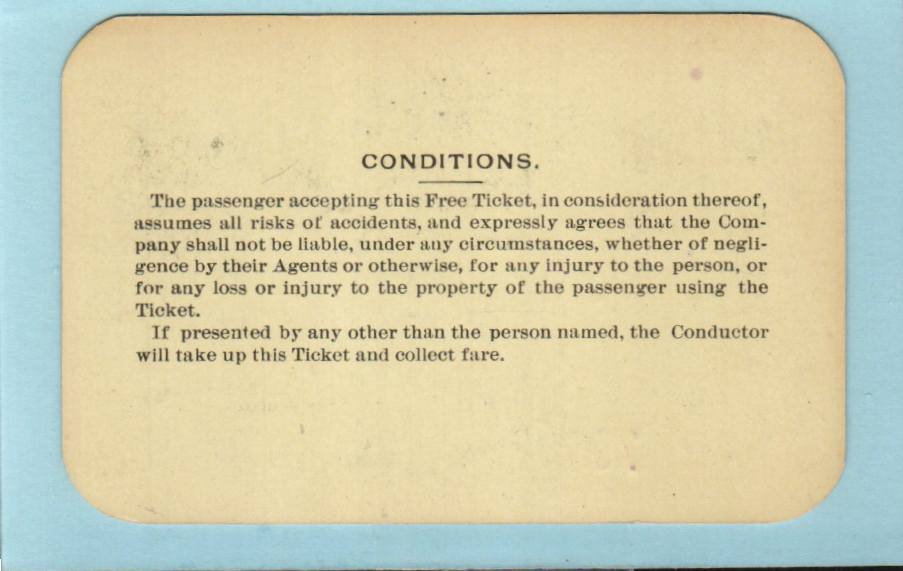 CONDITIONS.
The passenger accepting this Free Ticket, in consideration thereof,
assumes all risks of accidents, and expressly agrees that the Com-
pany shall not be liable, under any circumstances, whether of negli-
gence by their Agents or otherwise, for any injury to the person, or
for any loss or injury to the property of the passenger using the
Ticket.
If presented by any other than the person named, the Conductor
will take up this Ticket and collect fare.